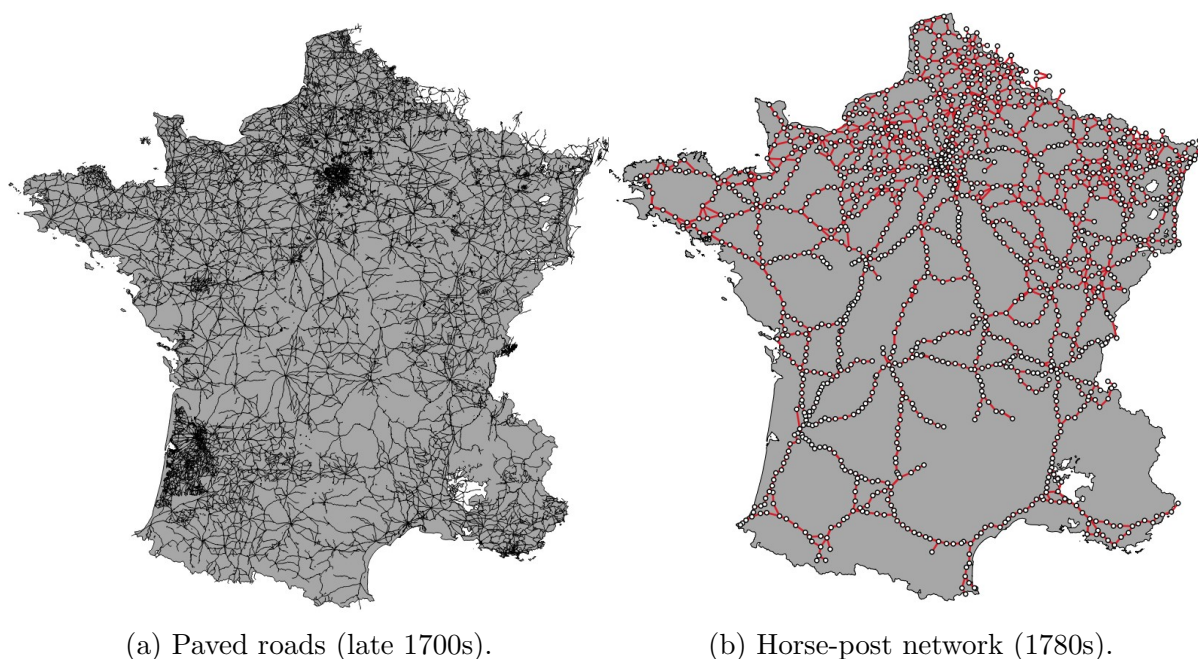 (a) Paved roads (late 1700s).
(b) Horse-post network (1780s).